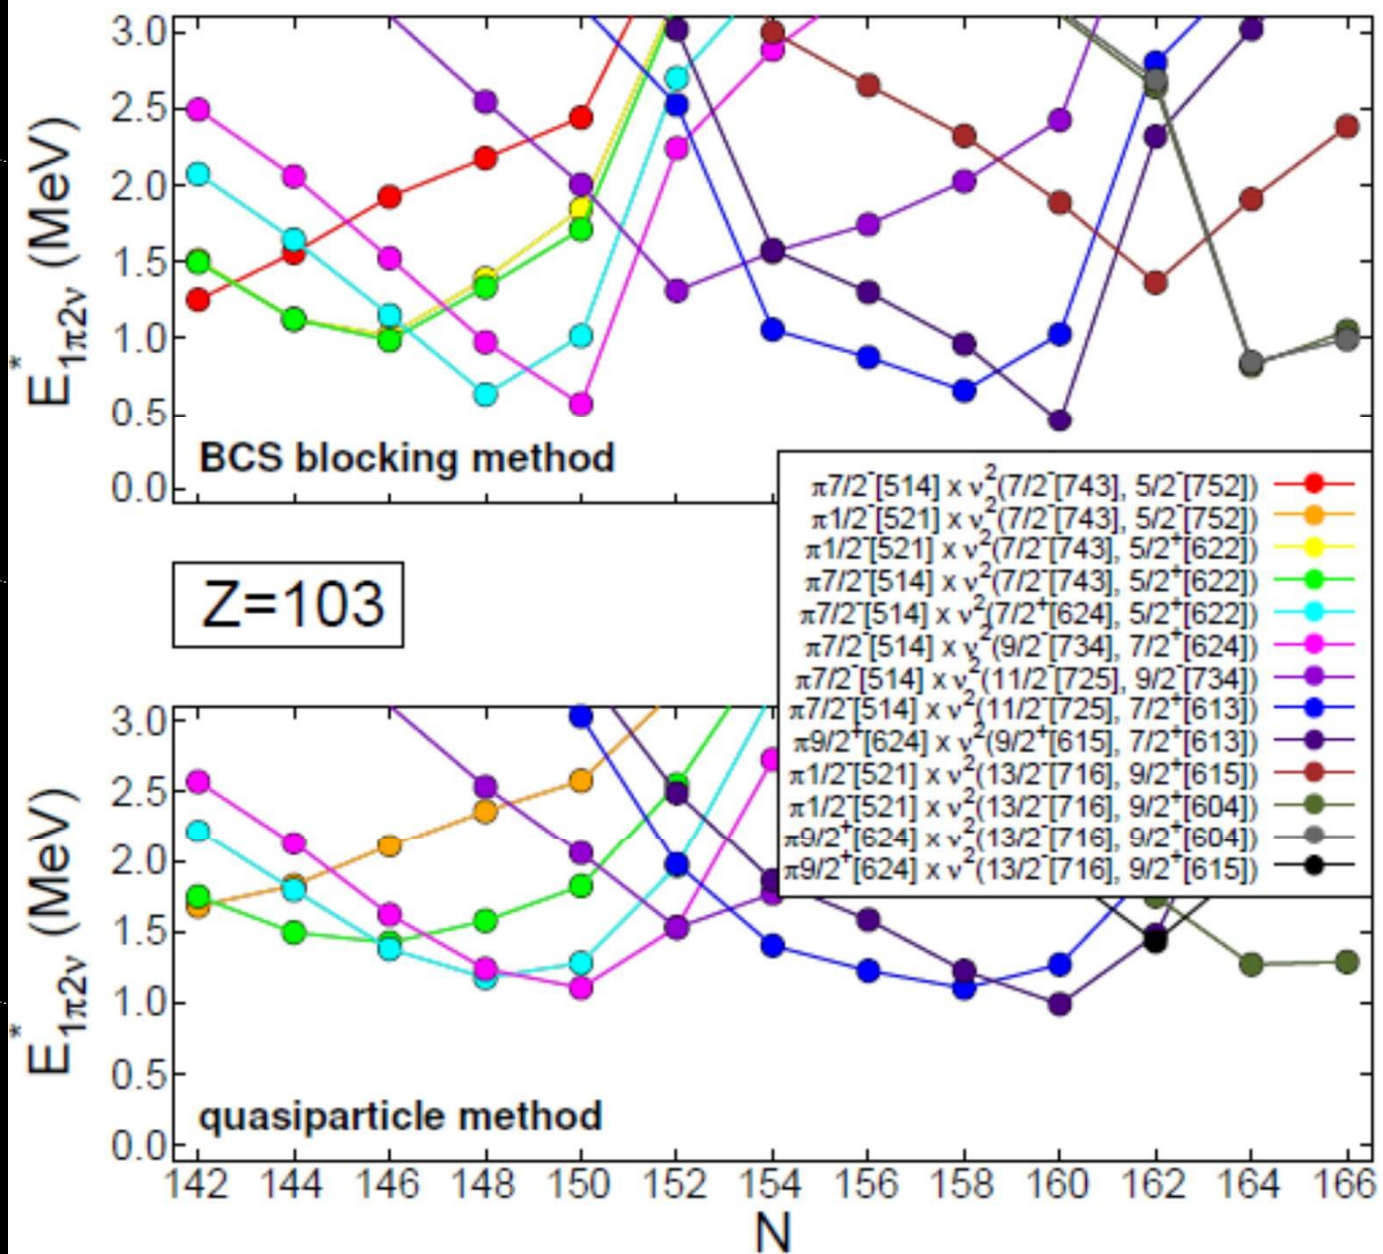 3.0
2.5
2.0
1.5
1.0
0.5
0.0
E*1π2ν (MeV)
BCS blocking method
π7/2⁻[514] x ν²(7/2⁻[743], 5/2⁻[752])
π1/2⁻[521] x ν²(7/2⁻[743], 5/2⁻[752])
π1/2⁻[521] x ν²(7/2⁻[743], 5/2⁺[622])
π7/2⁻[514] x ν²(7/2⁻[743], 5/2⁺[622])
π7/2⁻[514] x ν²(7/2⁺[624], 5/2⁺[622])
π7/2⁻[514] x ν²(9/2⁻[734], 7/2⁺[624])
π7/2⁻[514] x ν²(11/2⁻[725], 9/2⁻[734])
π7/2⁻[514] x ν²(11/2⁻[725], 7/2⁺[613])
π9/2⁺[624] x ν²(9/2⁺[615], 7/2⁺[613])
π1/2⁻[521] x ν²(13/2⁻[716], 9/2⁺[615])
π1/2⁻[521] x ν²(13/2⁻[716], 9/2⁺[604])
π9/2⁺[624] x ν²(13/2⁻[716], 9/2⁺[604])
π9/2⁺[624] x ν²(13/2⁻[716], 9/2⁺[615])
Z=103
3.0
2.5
2.0
1.5
1.0
0.5
0.0
E*1π2ν (MeV)
quasiparticle method
142 144 146 148 150 152 154 156 158 160 162 164 166
N